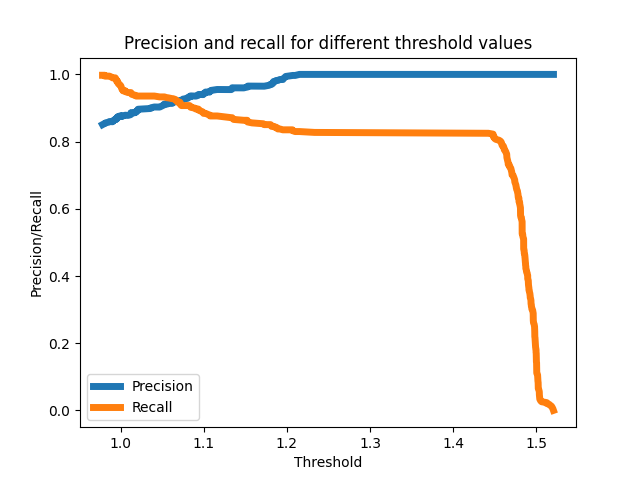 Precision and recall for different threshold values
1.0
0.8
0.6
0.4
0.2
0.0
Precision/Recall
Precision
Recall
1.0 1.1 1.2 1.3 1.4 1.5
Threshold